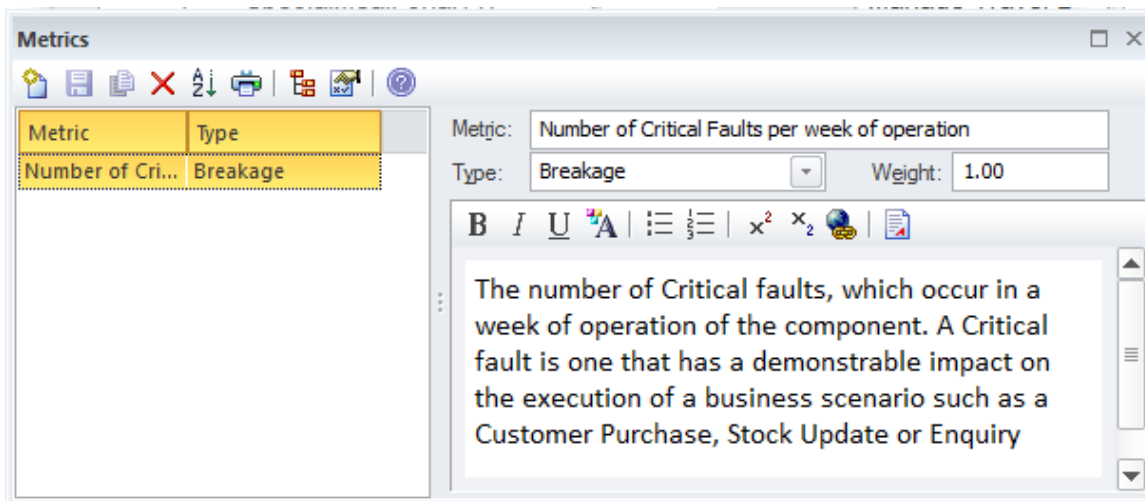 Metrics
Metric Type
Number of Cri... Breakage
Metric: Number of Critical Faults per week of operation
Type: Breakage Weight: 1.00
B I U A x² x₂
The number of Critical faults, which occur in a
week of operation of the component. A Critical
fault is one that has a demonstrable impact on
the execution of a business scenario such as a
Customer Purchase, Stock Update or Enquiry